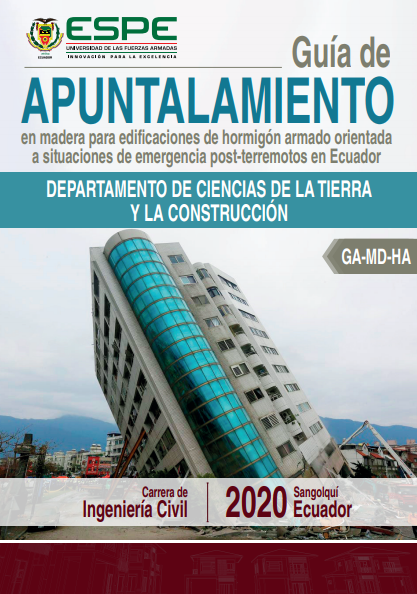 ESPE
UNIVERSIDAD DE LAS FUERZAS ARMADAS
INNOVACIÓN PARA LA EXCELENCIA
ECUADOR
Guía de
APUNTALAMIENTO
en madera para edificaciones de hormigón armado orientada
a situaciones de emergencia post-terremotos en Ecuador
DEPARTAMENTO DE CIENCIAS DE LA TIERRA
Y LA CONSTRUCCIÓN
GA-MD-HA
Carrera de
Ingeniería Civil
2020
Sangolquí
Ecuador